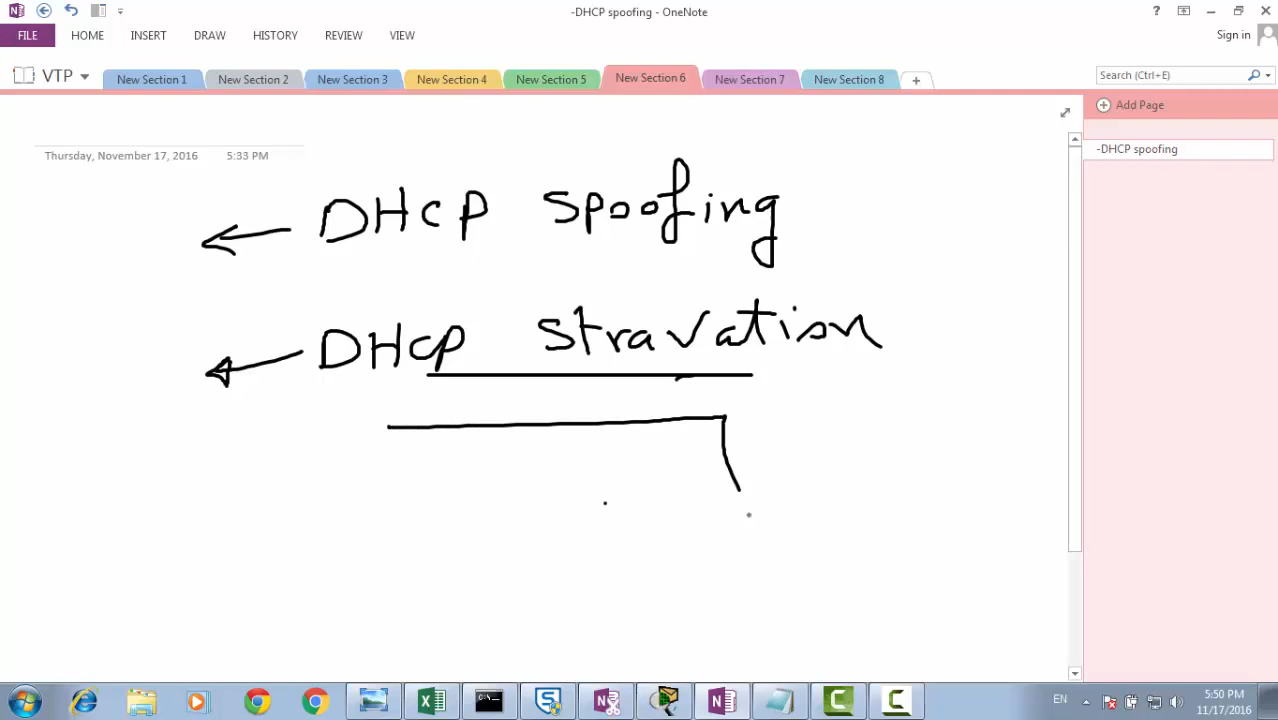 -DHCP spoofing - OneNote
? 
Sign in
FILE HOME INSERT DRAW HISTORY REVIEW VIEW
VTP New Section 1 New Section 2 New Section 3 New Section 4 New Section 5 New Section 6 New Section 7 New Section 8 +
Search (Ctrl+E)
Add Page
-DHCP spoofing
Thursday, November 17, 2016 5:33 PM
DHCP spoofing
DHCP stravation
EN
5:50 PM
11/17/2016